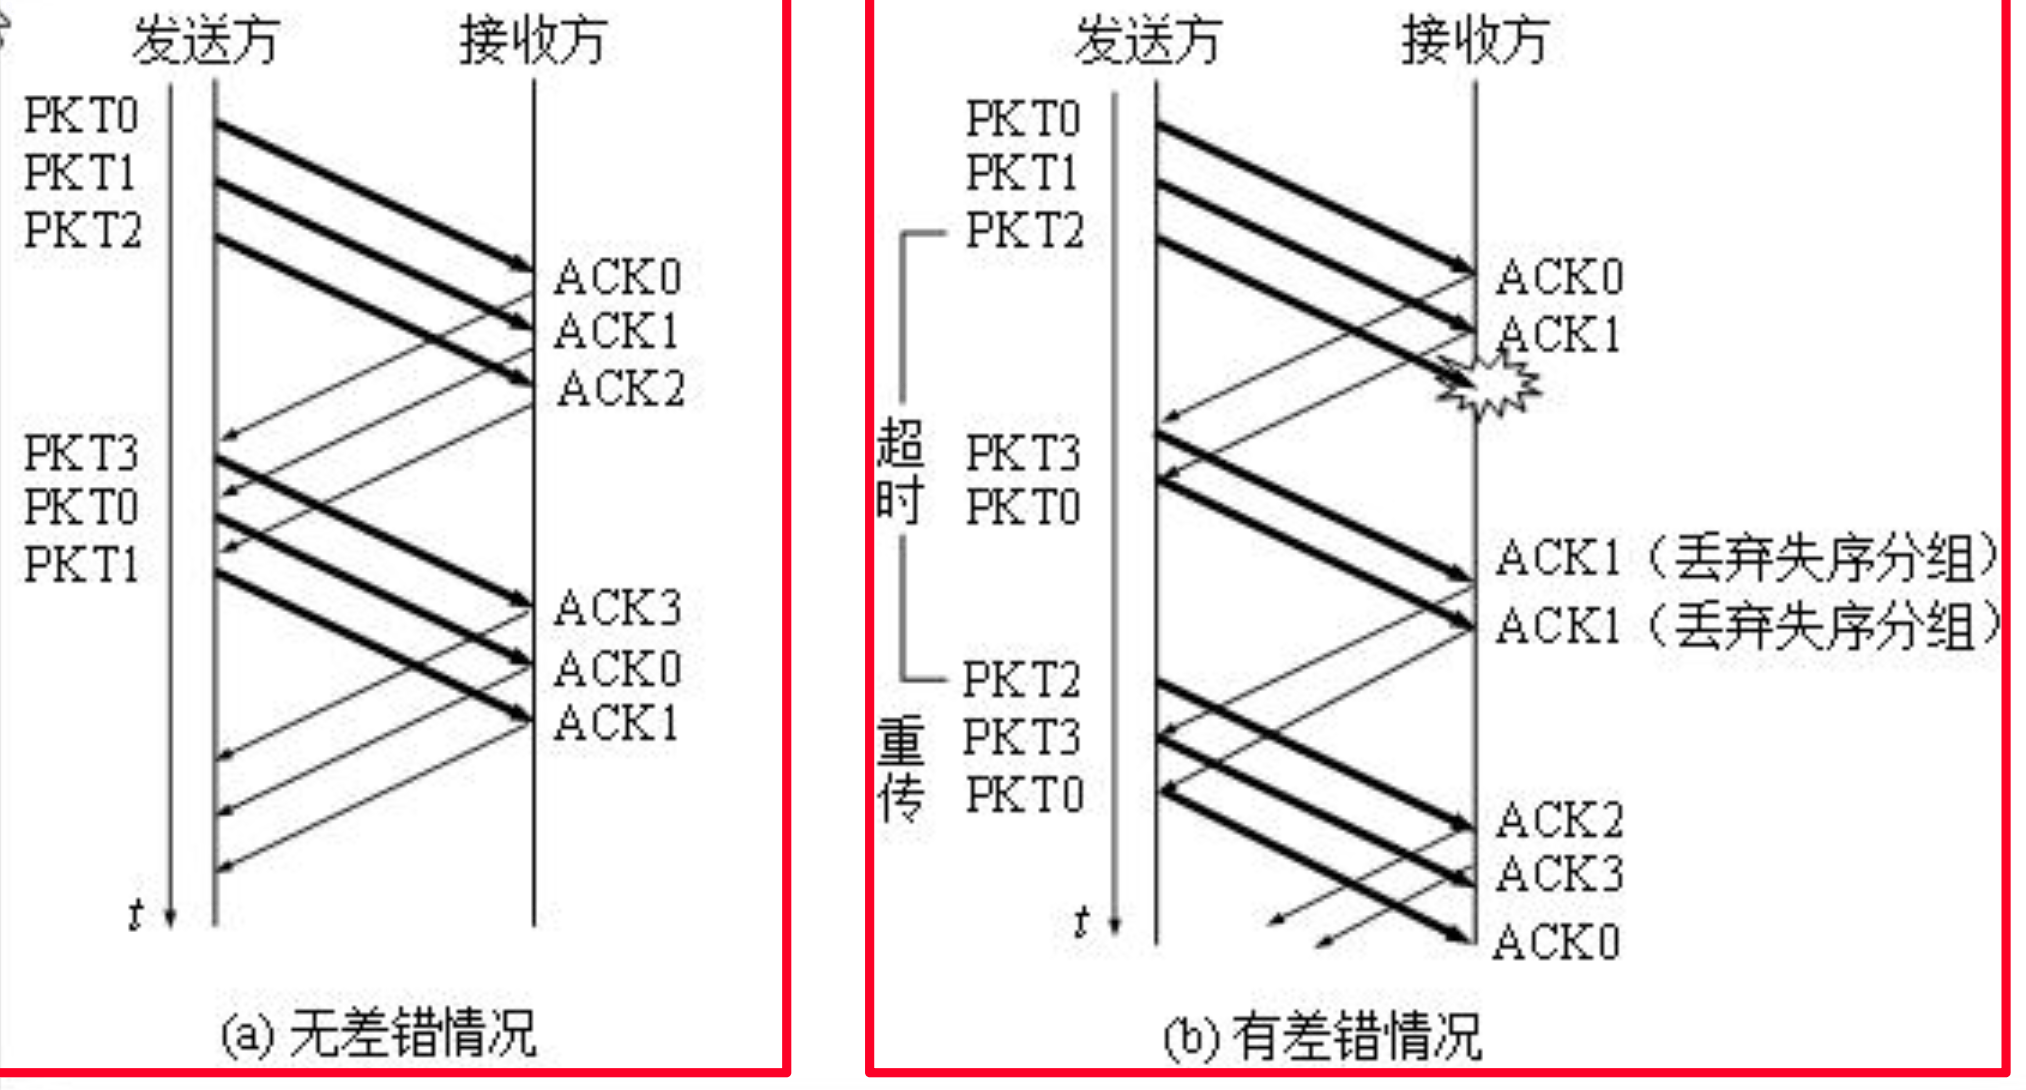 发送方 接收方
PKT0
PKT1
PKT2
ACK0
ACK1
ACK2
PKT3
PKT0
PKT1
ACK3
ACK0
ACK1
t
(a) 无差错情况
发送方 接收方
PKT0
PKT1
PKT2
ACK0
ACK1
超时
PKT3
PKT0
ACK1（丢弃失序分组）
ACK1（丢弃失序分组）
重传
PKT2
PKT3
PKT0
ACK2
ACK3
ACK0
t
(b) 有差错情况